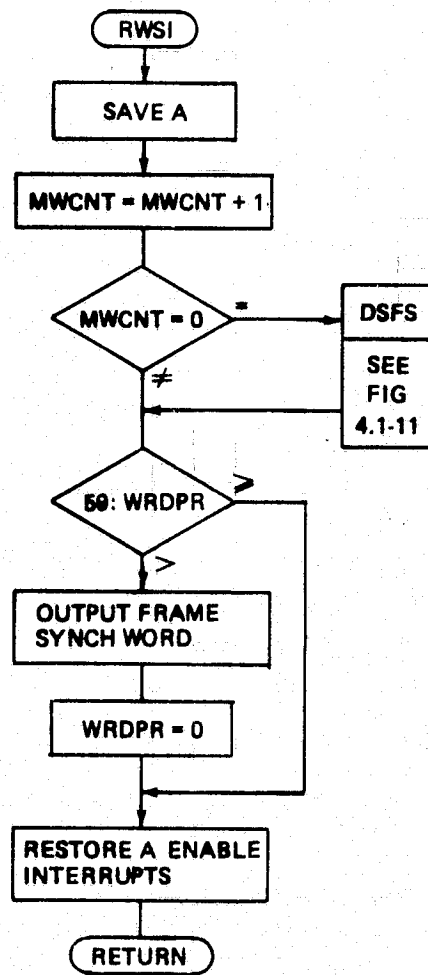 RWSI
SAVE A
MWCNT = MWCNT + 1
MWCNT = 0
=
DSFS
SEE
FIG
4.1-11
≠
59: WRDPR
≥
>
OUTPUT FRAME
SYNCH WORD
WRDPR = 0
RESTORE A ENABLE
INTERRUPTS
RETURN